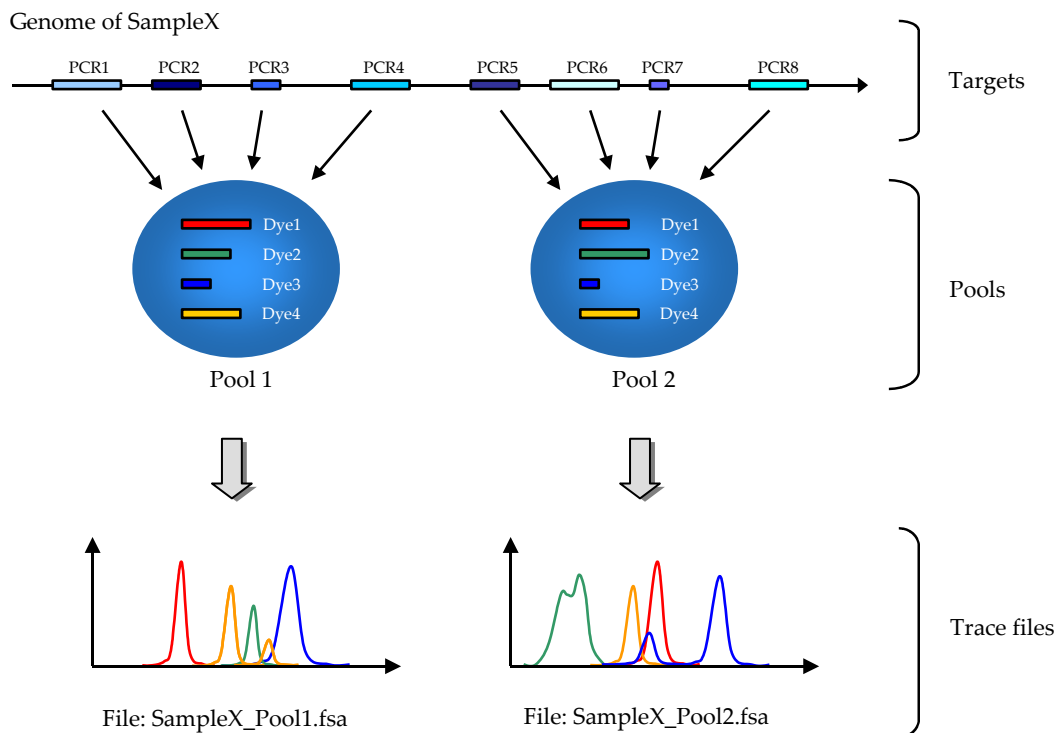 Genome of SampleX
PCR1 PCR2 PCR3 PCR4 PCR5 PCR6 PCR7 PCR8
Targets
Dye1
Dye2
Dye3
Dye4
Pool 1
Dye1
Dye2
Dye3
Dye4
Pool 2
Pools
Trace files
File: SampleX_Pool1.fsa
File: SampleX_Pool2.fsa